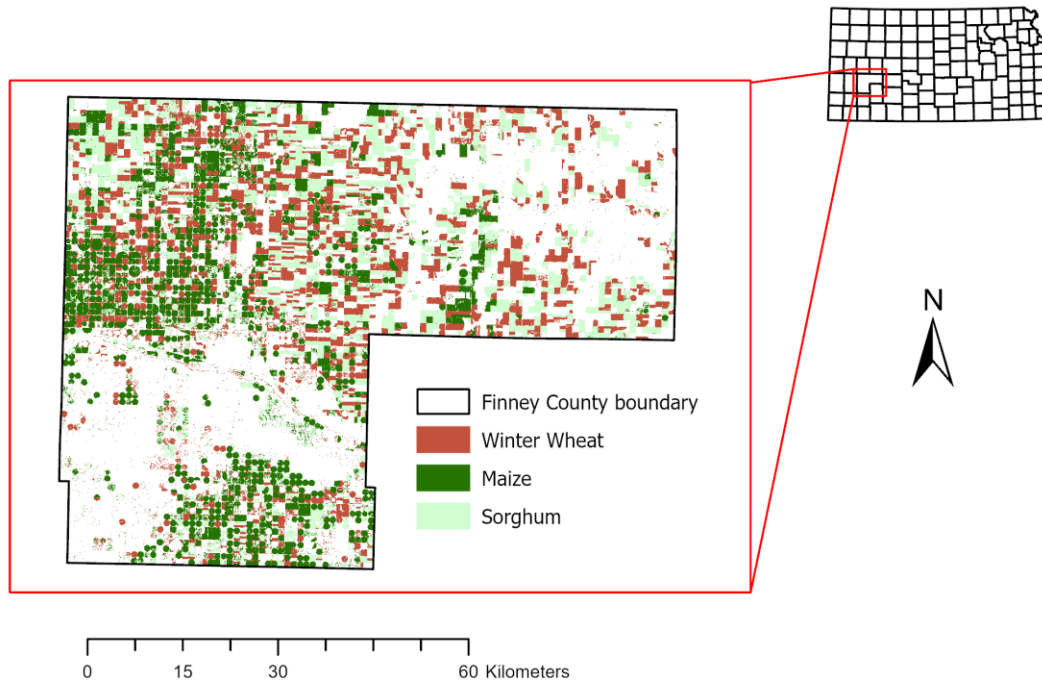 N
Finney County boundary
Winter Wheat
Maize
Sorghum
0 15 30 60 Kilometers